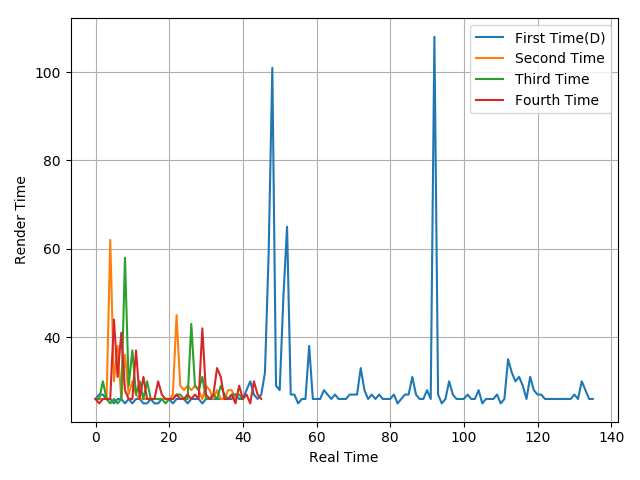 First Time(D)
Second Time
Third Time
Fourth Time
100
80
60
40
Render Time
0 20 40 60 80 100 120 140
Real Time